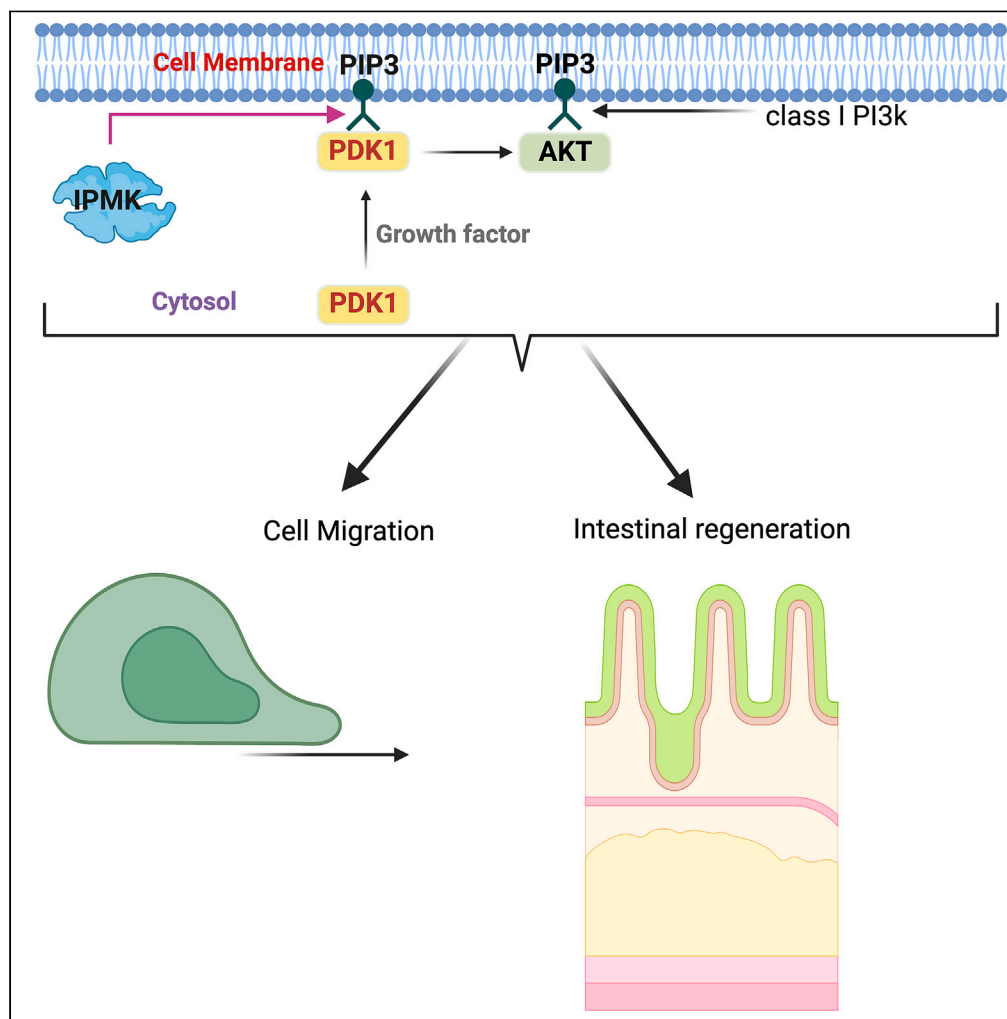 Cell Membrane PIP3 PIP3
class I PI3k
PDK1 AKT
IPMK
Growth factor
Cytosol PDK1
Cell Migration Intestinal regeneration